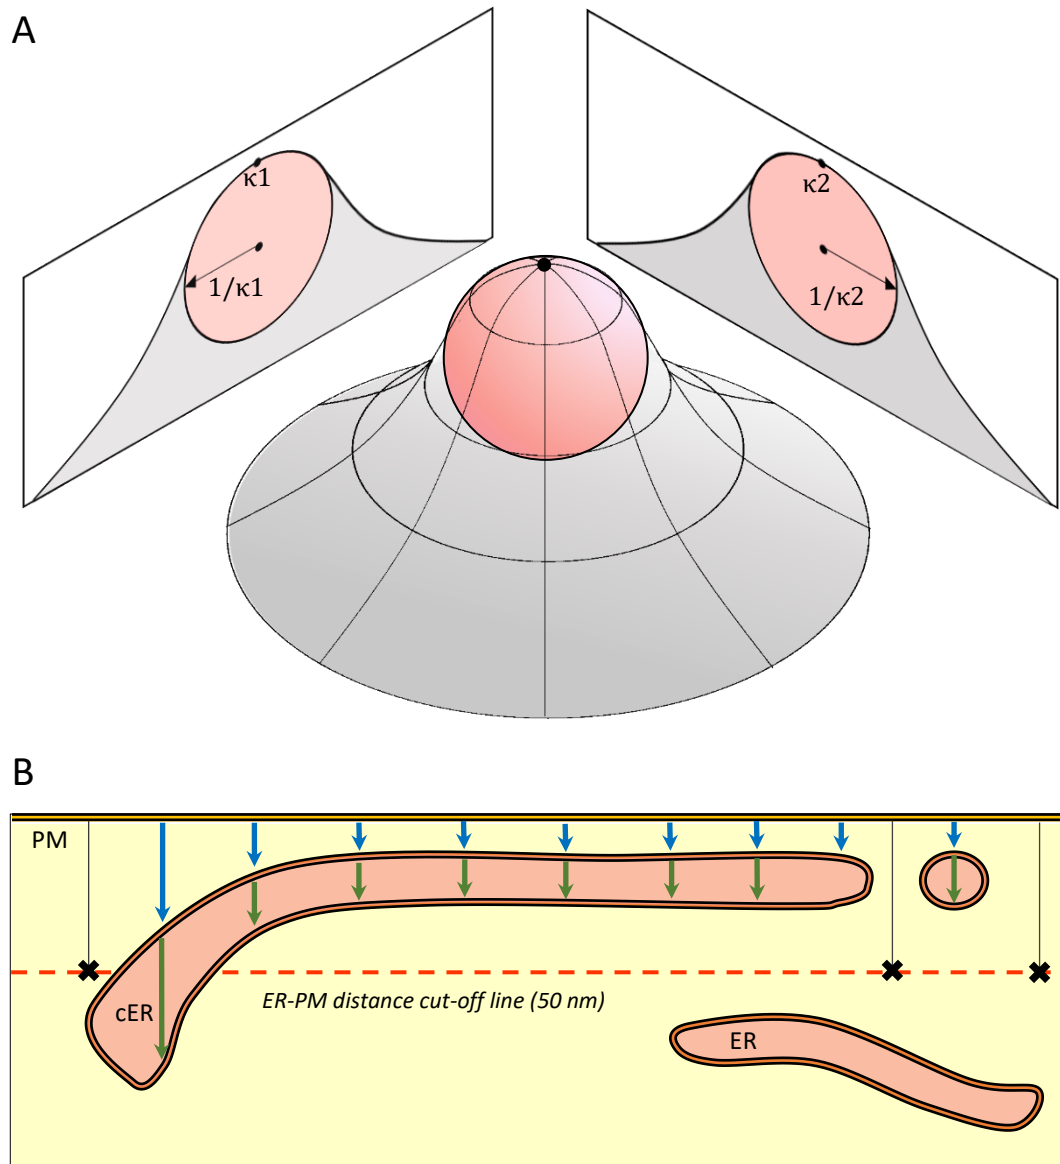 A
κ1
κ2
1/κ1
1/κ2
B
PM
ER-PM distance cut-off line (50 nm)
cER
ER